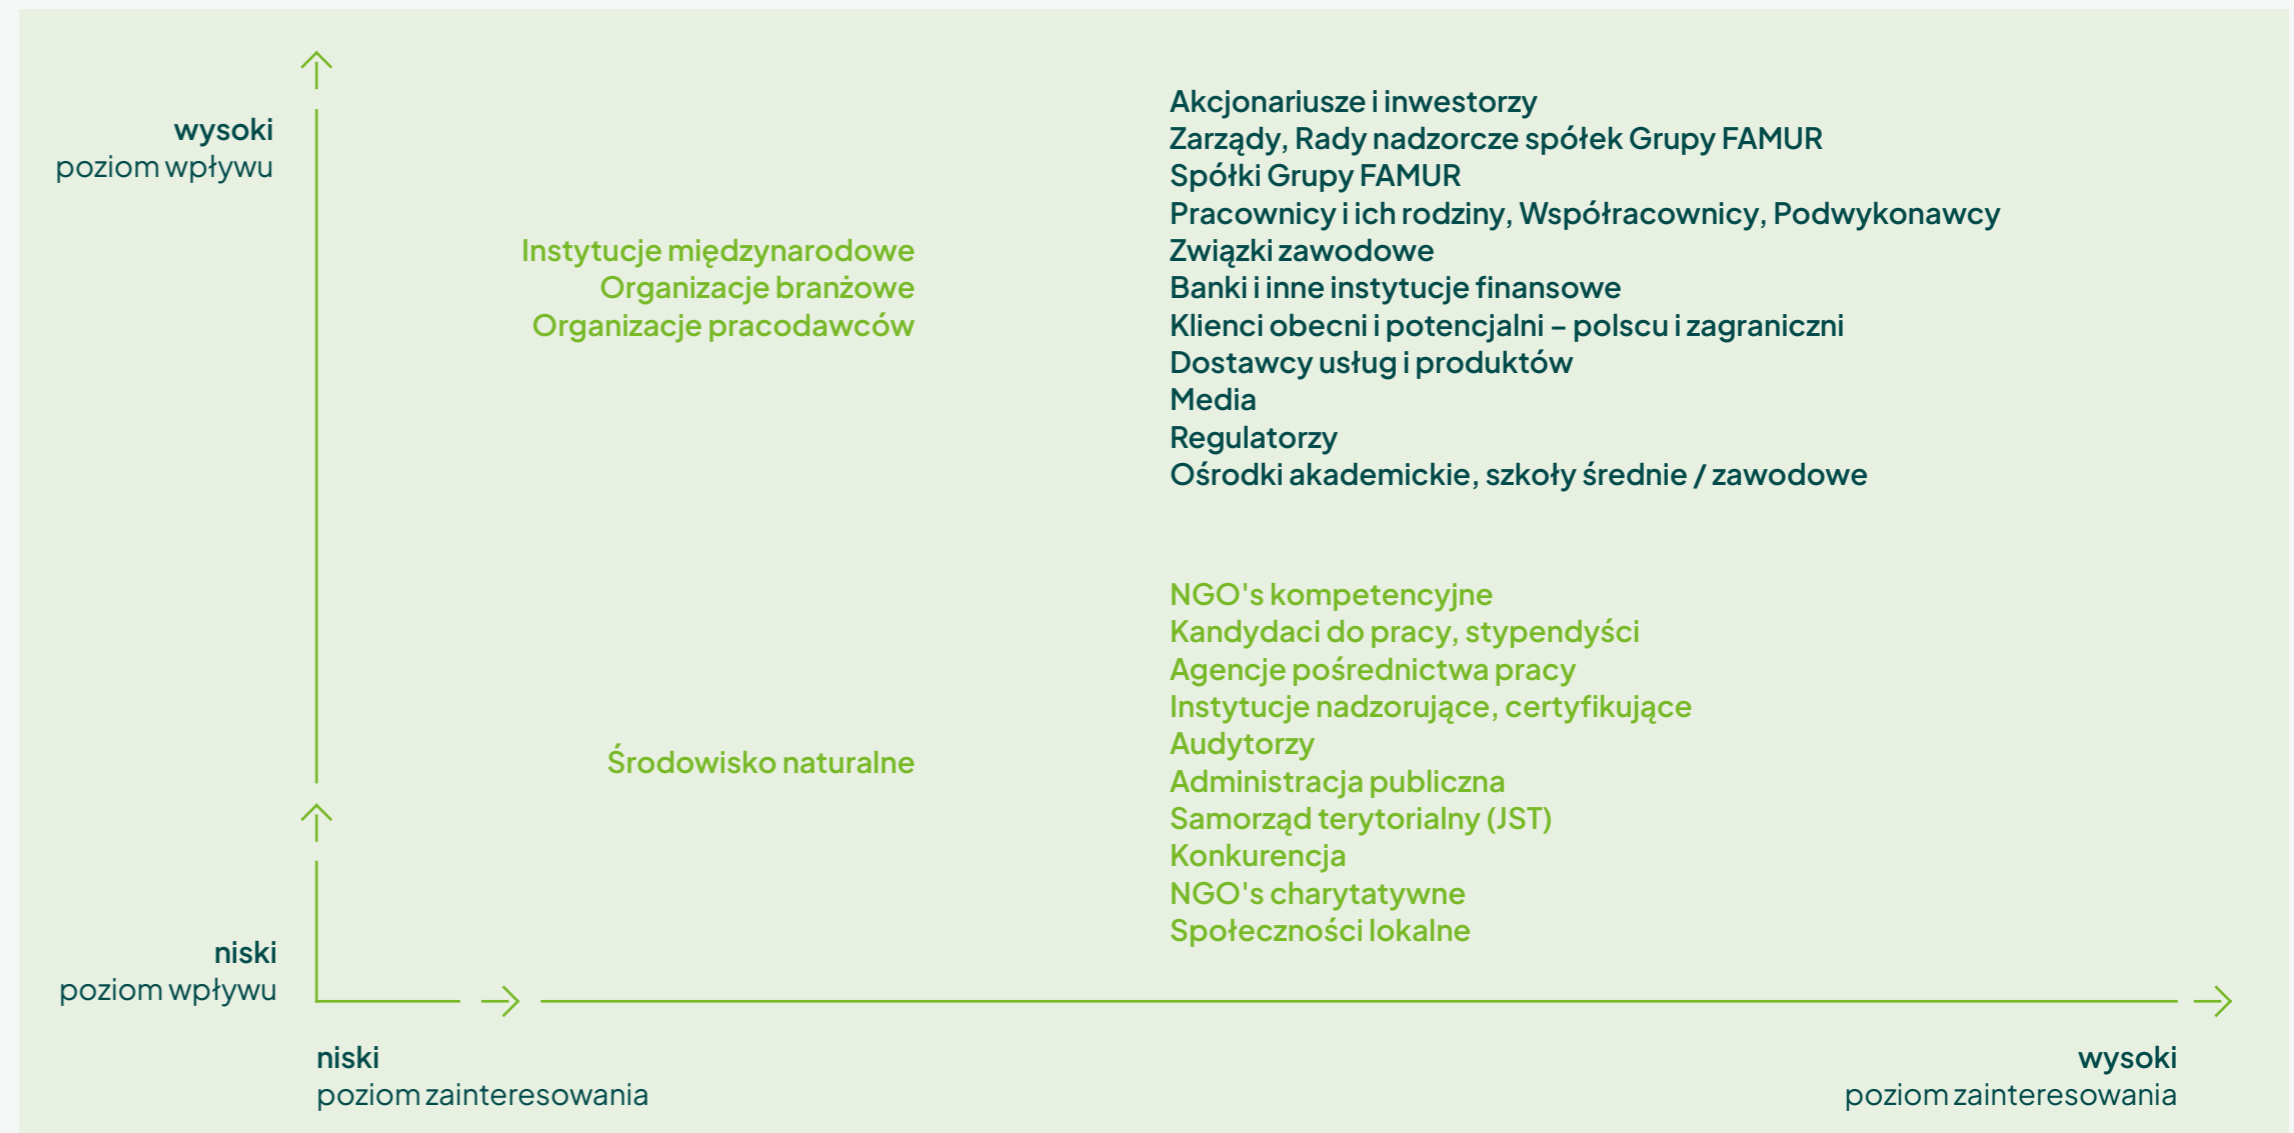 wysoki
poziom wpływu
Instytucje międzynarodowe
Organizacje branżowe
Organizacje pracodawców
Akcjonariusze i inwestorzy
Zarządy, Rady nadzorcze spółek Grupy FAMUR
Spółki Grupy FAMUR
Pracownicy i ich rodziny, Współracownicy, Podwykonawcy
Związki zawodowe
Banki i inne instytucje finansowe
Klienci obecni i potencjalni – polscu i zagraniczni
Dostawcy usług i produktów
Media
Regulatorzy
Ośrodki akademickie, szkoły średnie / zawodowe
Środowisko naturalne
NGO's kompetencyjne
Kandydaci do pracy, stypendyści
Agencje pośrednictwa pracy
Instytucje nadzorujące, certyfikujące
Audytorzy
Administracja publiczna
Samorząd terytorialny (JST)
Konkurencja
NGO's charytatywne
Społeczności lokalne
niski
poziom wpływu
niski
poziom zainteresowania
wysoki
poziom zainteresowania